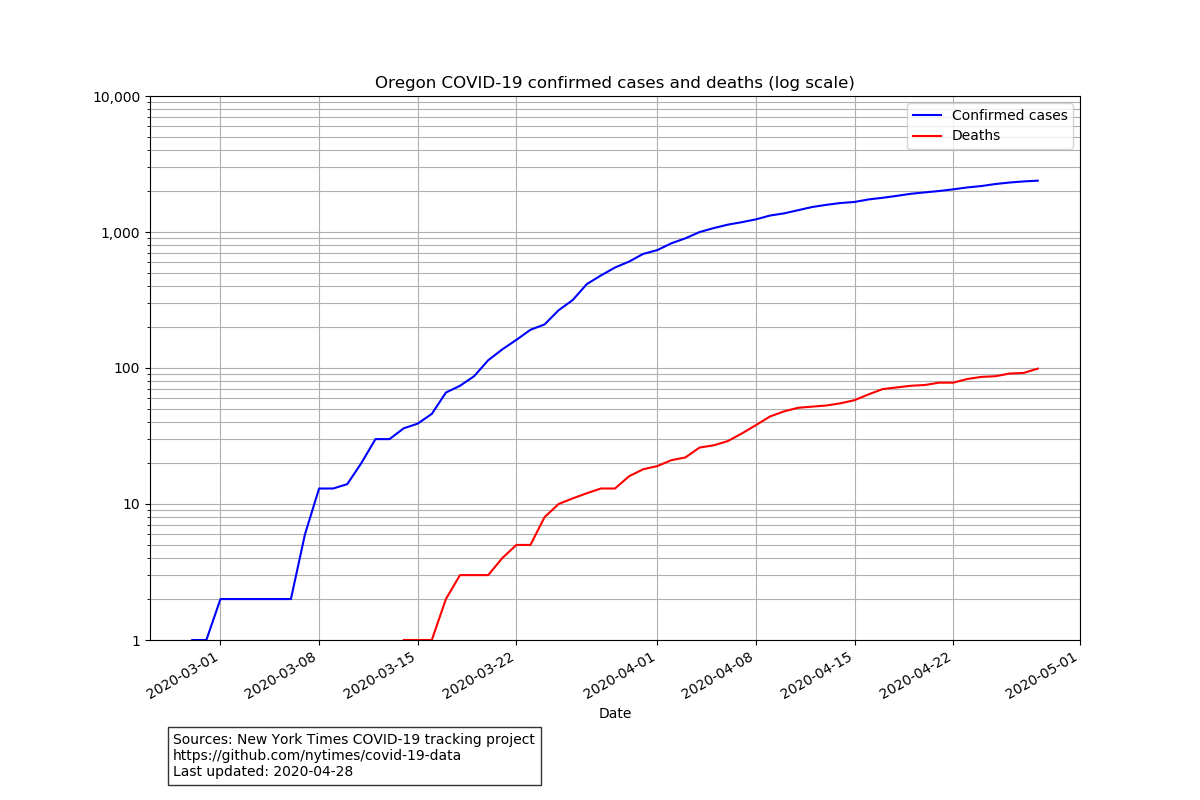 Oregon COVID-19 confirmed cases and deaths (log scale)
10,000
1,000
100
10
1
Confirmed cases
Deaths
2020-03-01
2020-03-08
2020-03-15
2020-03-22
2020-04-01
2020-04-08
2020-04-15
2020-04-22
2020-05-01
Date
Sources: New York Times COVID-19 tracking project
https://github.com/nytimes/covid-19-data
Last updated: 2020-04-28